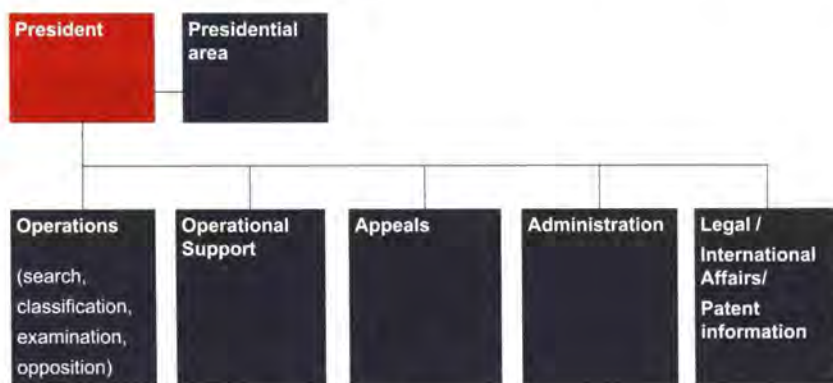 President
Presidential
area
Operations
(search,
classification,
examination,
opposition)
Operational
Support
Appeals
Administration
Legal /
International
Affairs/
Patent
information